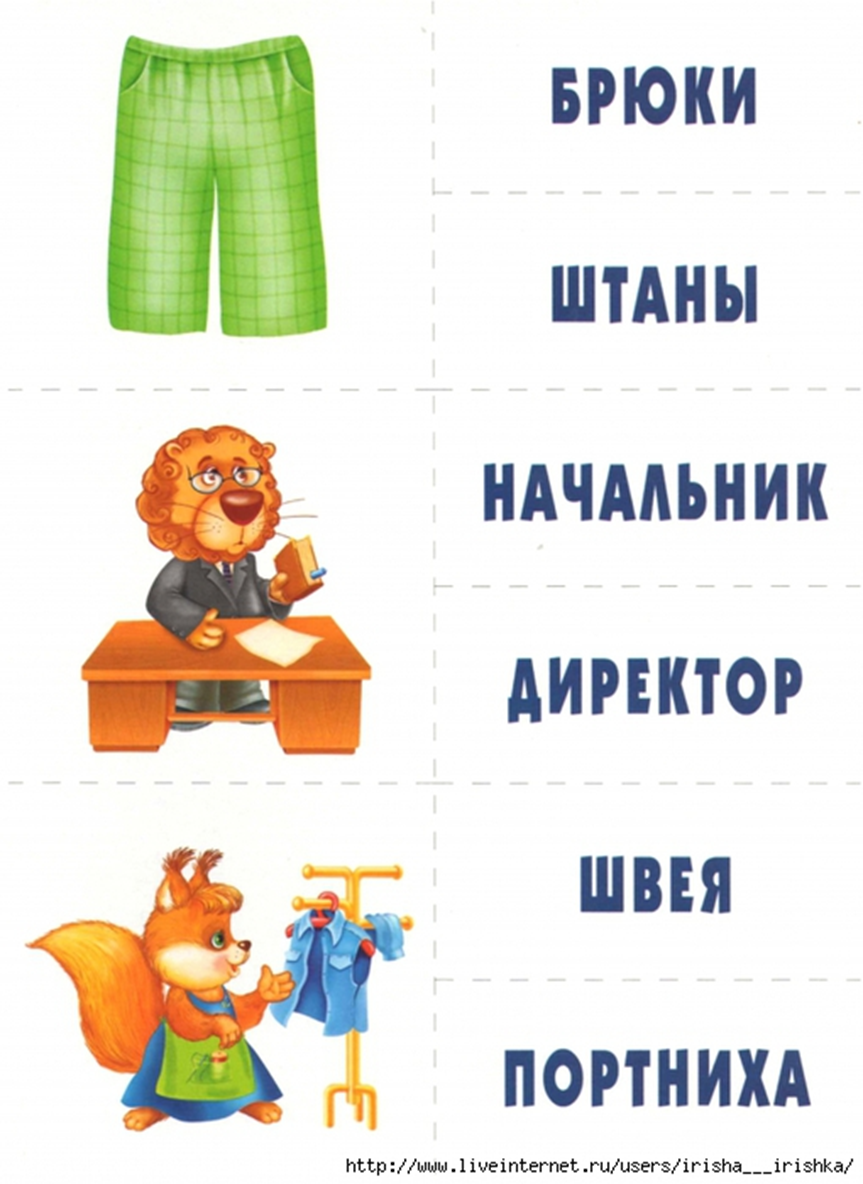 БРЮКИ
ШТАНЫ
НАЧАЛЬНИК
ДИРЕКТОР
ШВЕЯ
ПОРТНИХА
http://www.liveinternet.ru/users/irisha___irishka/